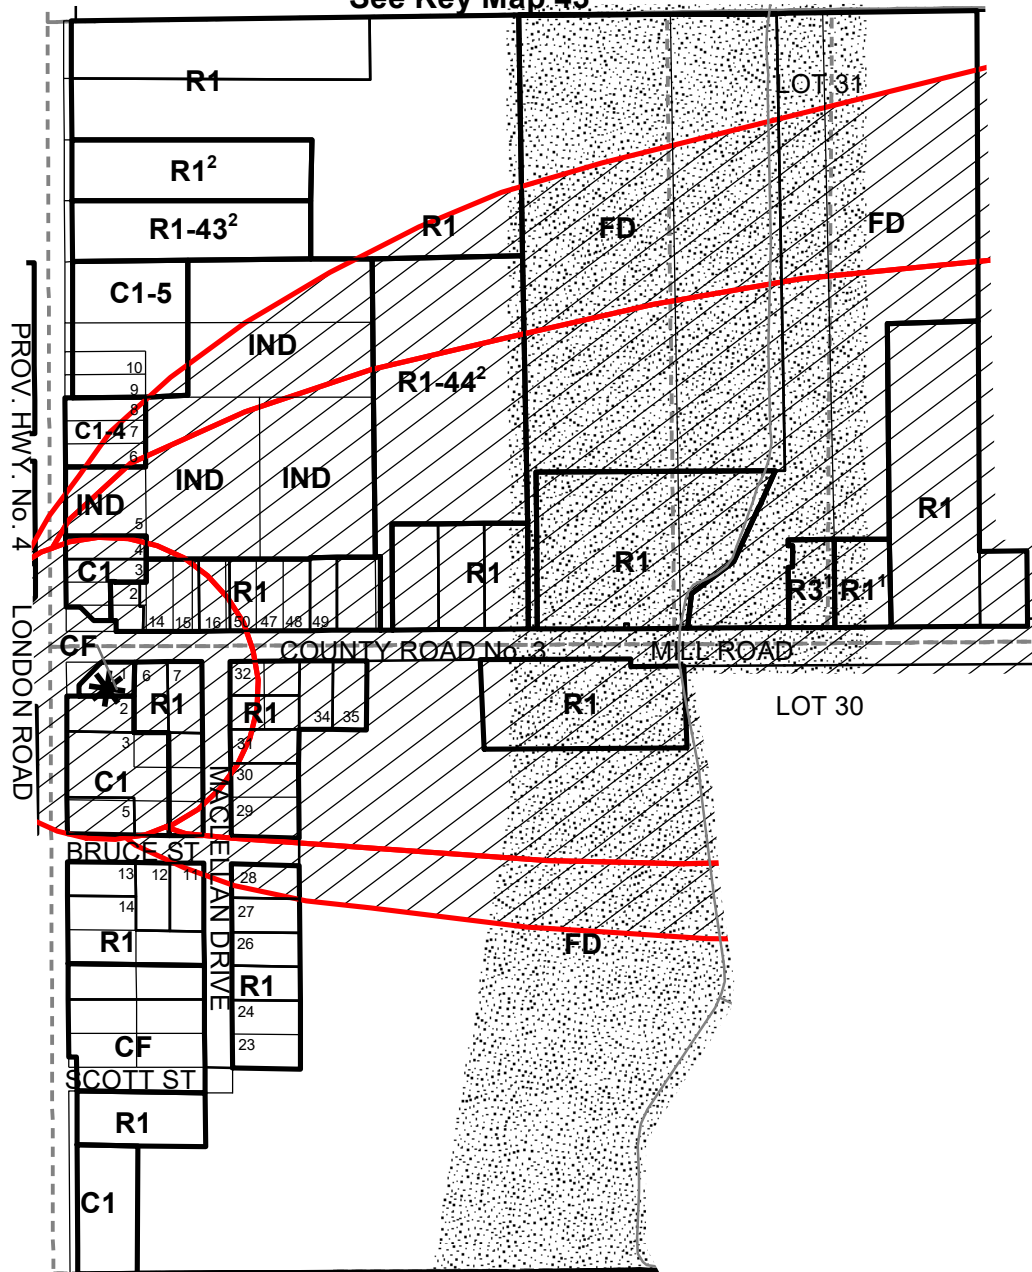 See Key Map 45
R1
LOT 31
R1²
R1-43²
R1
FD
FD
C1-5
IND
10
9
8
C1-4
7
6
R1-44²
IND
IND
IND
5
4
C1
3
2
R1
14
15
16
50
47
48
49
R1
R1
R3¹
R1¹
R1
PROV. HWY. No. 4
LONDON ROAD
CF
COUNTY ROAD No. 3
MILL ROAD
1
6
7
2
R1
32
R1
34
35
R1
LOT 30
3
C1
5
31
30
29
MACLELLAN DRIVE
BRUCE ST
13
12
11
14
R1
28
27
26
R1
24
23
FD
CF
SCOTT ST
R1
C1